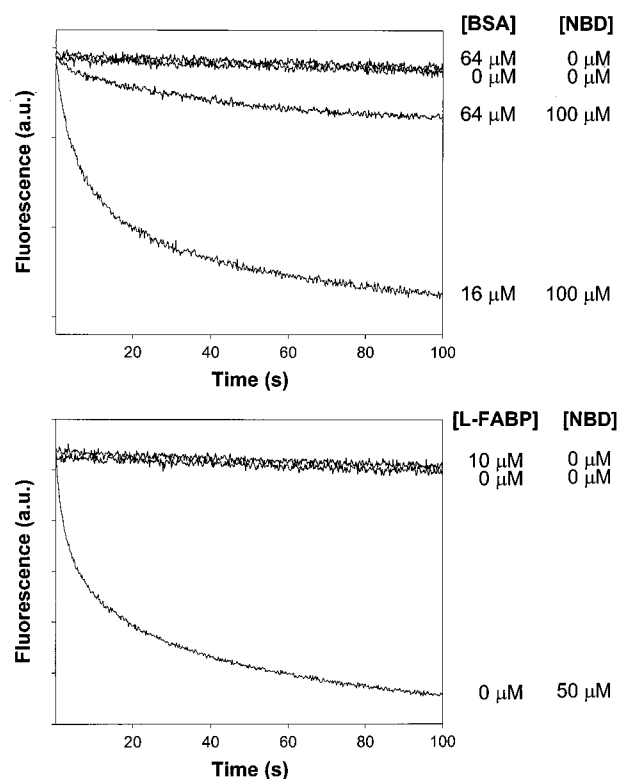 [BSA] [NBD]
64 µM 0 µM
0 µM 0 µM
64 µM 100 µM
16 µM 100 µM
Fluorescence (a.u.)
20 40 60 80 100
Time (s)
[L-FABP] [NBD]
10 µM 0 µM
0 µM 0 µM
0 µM 50 µM
Fluorescence (a.u.)
20 40 60 80 100
Time (s)